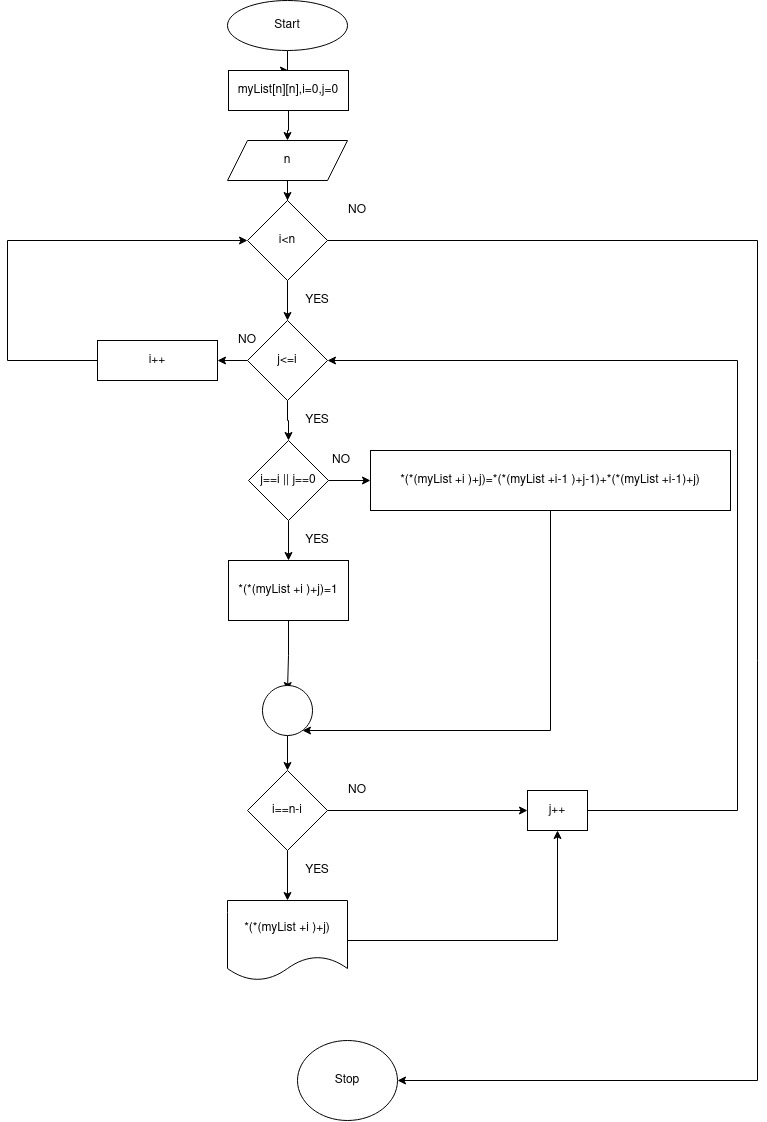 Start
myList[n][n],i=0,j=0
n
NO
i<n
YES
NO
i++
j<=i
YES
NO
j==i || j==0
*(*(myList +i )+j)=*(*(myList +i-1 )+j-1)+*(*(myList +i-1)+j)
YES
*(*(myList +i )+j)=1
NO
i==n-i
j++
YES
*(*(myList +i )+j)
Stop